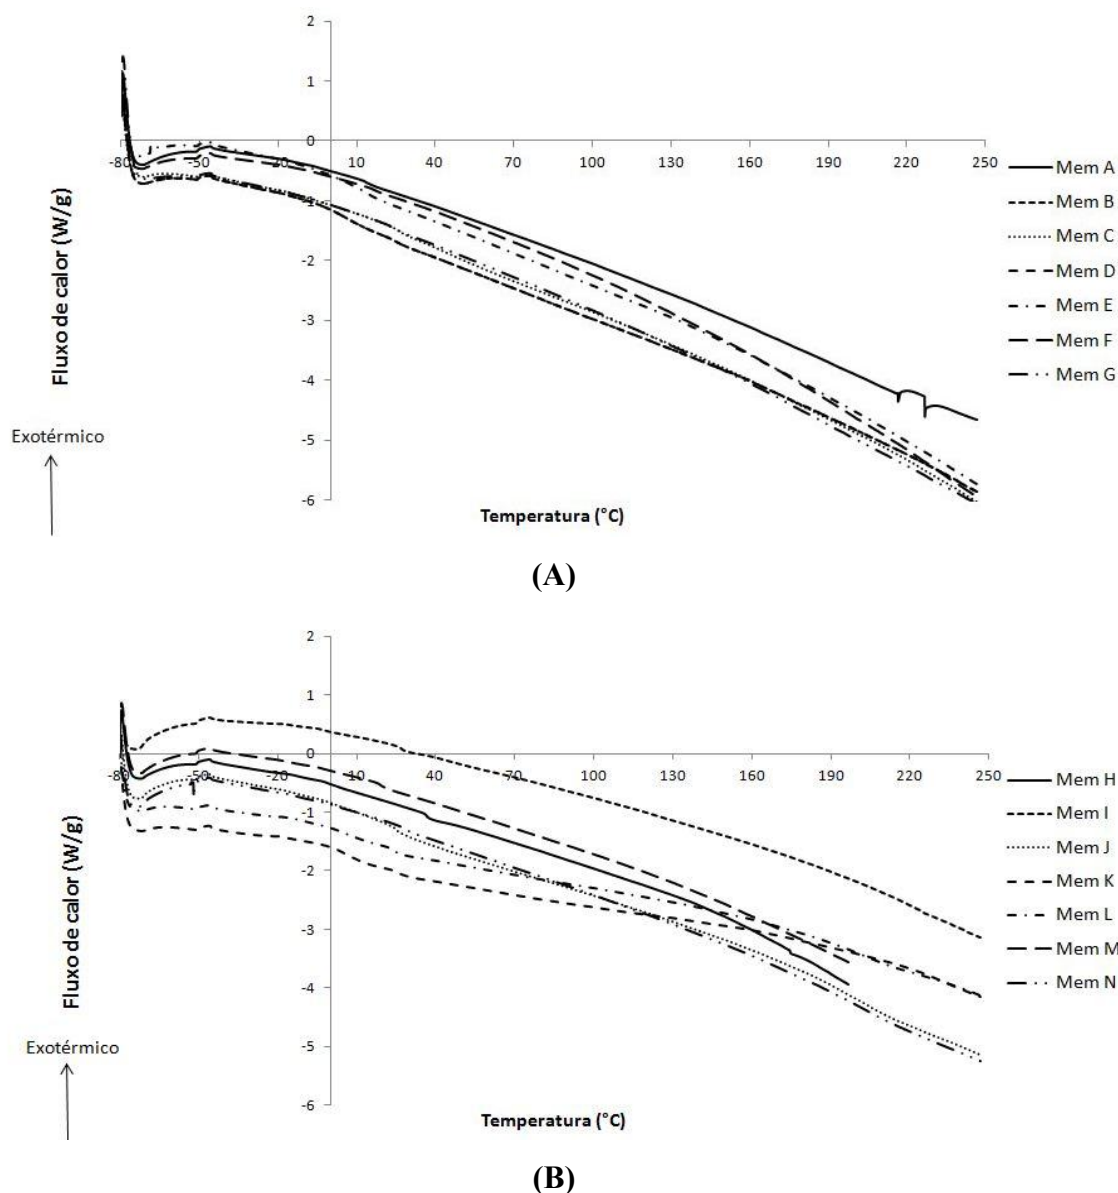 2
1
0
-80 -50 -20 10 40 70 100 130 160 190 220 250
-1
-2
-3
-4
-5
-6
Fluxo de calor (W/g)
Exotérmico
Temperatura (°C)
Mem A
Mem B
Mem C
Mem D
Mem E
Mem F
Mem G
(A)
2
1
0
-80 -50 -20 10 40 70 100 130 160 190 220 250
-1
-2
-3
-4
-5
-6
Fluxo de calor (W/g)
Exotérmico
Temperatura (°C)
Mem H
Mem I
Mem J
Mem K
Mem L
Mem M
Mem N
(B)